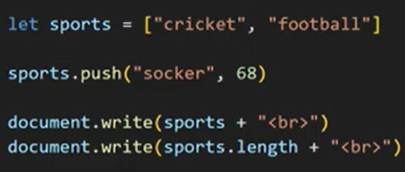 let sports = ["cricket", "football"]
sports.push("socker", 68)
document.write(sports + "<br>")
document.write(sports.length + "<br>")